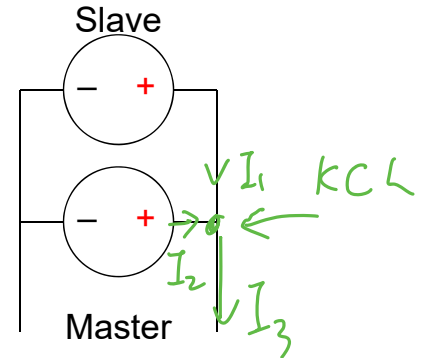 Slave
− +
I₁ KCL
− +
I₂
I₃
Master